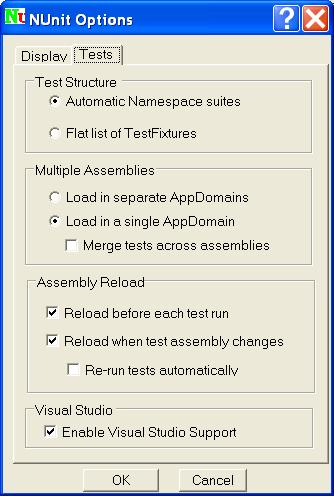 Nu NUnit Options ? X
Display Tests
Test Structure
Automatic Namespace suites
Flat list of TestFixtures
Multiple Assemblies
Load in separate AppDomains
Load in a single AppDomain
Merge tests across assemblies
Assembly Reload
Reload before each test run
Reload when test assembly changes
Re-run tests automatically
Visual Studio
Enable Visual Studio Support
OK Cancel